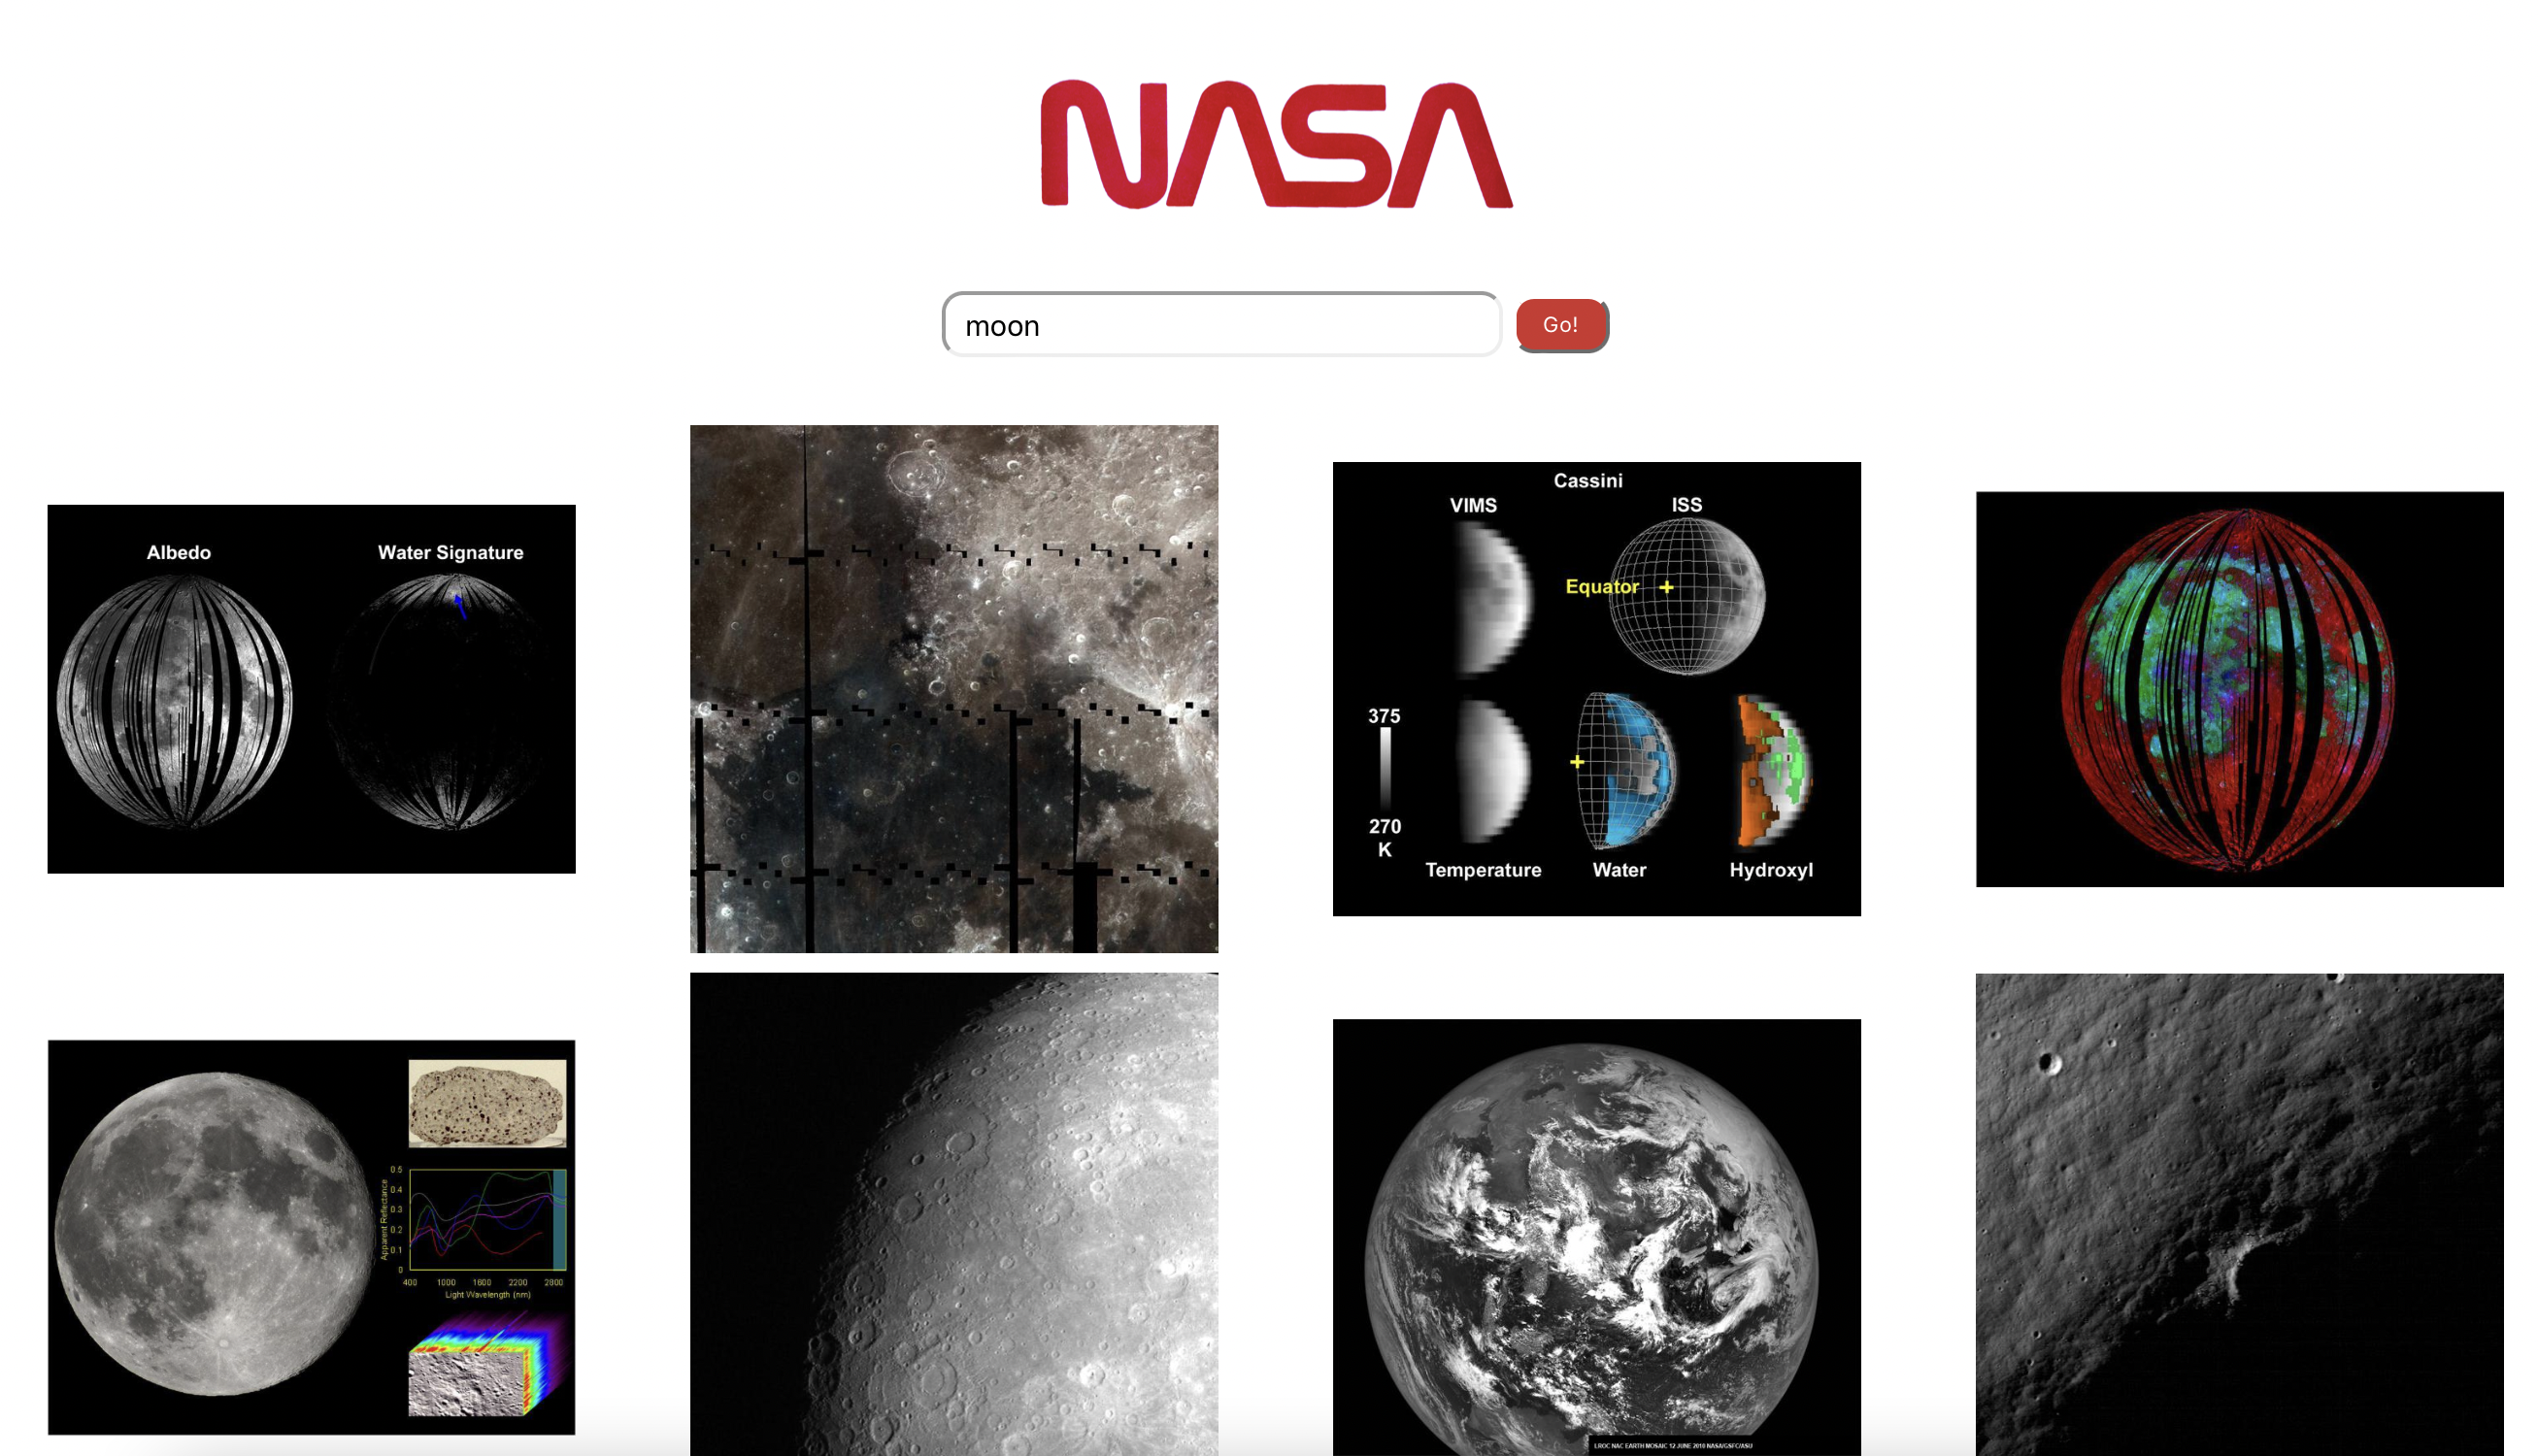 NASA
moon
Go!
Albedo
Water Signature
Cassini
VIMS
ISS
Equator
375
270
K
Temperature
Water
Hydroxyl
0.5
0.4
0.3
0.2
0.1
0
Apparent Reflectance
400 1000 1600 2200 2800
Light Wavelength (nm)
LROC NAC EARTH MOSAIC 12 JUNE 2010 NASA/GSFC/ASU